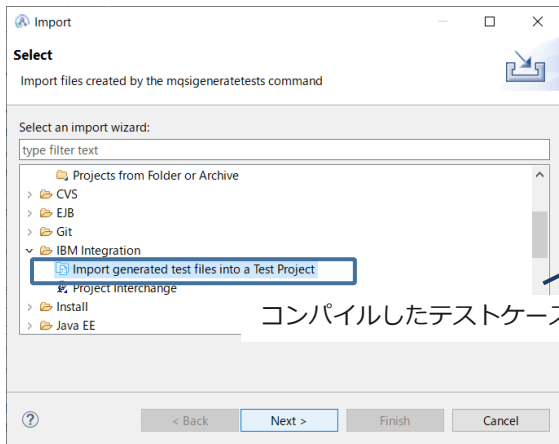 Import
Select
Import files created by the mqsigeneratetests command
Select an import wizard:
type filter text
Projects from Folder or Archive
CVS
EJB
Git
IBM Integration
Import generated test files into a Test Project
Project Interchange
Install
Java EE
コンパイルしたテストケース
< Back
Next >
Finish
Cancel